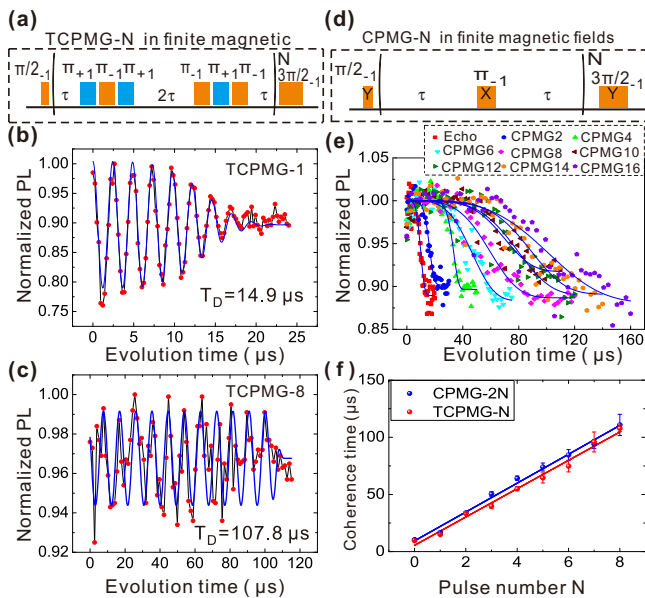 (a) TCPMG-N in finite magnetic
π/2₋₁ π₊₁ π₋₁ π₊₁ π₋₁ π₊₁ π₋₁ N 3π/2₋₁
τ 2τ τ
(d) CPMG-N in finite magnetic fields
π/2₋₁ π₋₁ N 3π/2₋₁
Y τ X τ Y
(b)
TCPMG-1
Normalized PL
1.00
0.95
0.90
0.85
0.80
0.75
T_D=14.9 μs
0 5 10 15 20 25
Evolution time ( μs)
(e)
Echo CPMG2 CPMG4
CPMG6 CPMG8 CPMG10
CPMG12 CPMG14 CPMG16
Normalized PL
1.05
1.00
0.95
0.90
0.85
0 40 80 120 160
Evolution time ( μs)
(c)
TCPMG-8
Normalized PL
1.00
0.98
0.96
0.94
0.92
T_D=107.8 μs
0 20 40 60 80 100 120
Evolution time ( μs)
(f)
CPMG-2N
TCPMG-N
Coherence time (μs)
150
100
50
0
0 2 4 6 8
Pulse number N